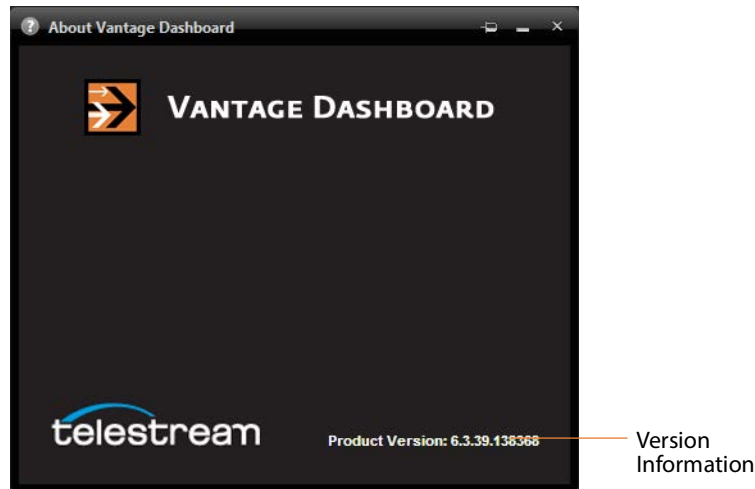 About Vantage Dashboard
VANTAGE DASHBOARD
telestream
Product Version: 6.3.39.138368
Version
Information